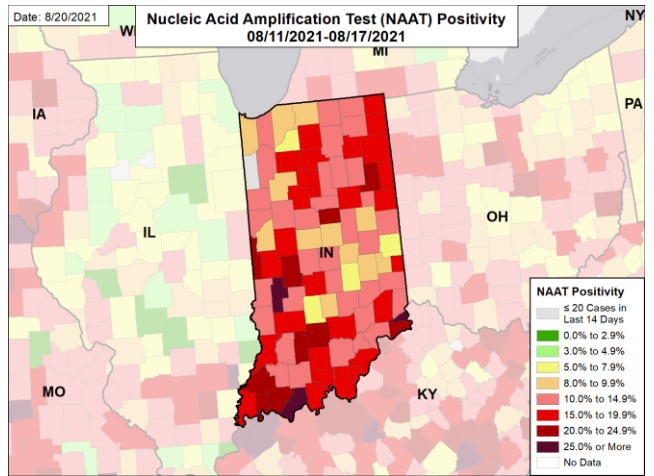 Date: 8/20/2021
Nucleic Acid Amplification Test (NAAT) Positivity
08/11/2021-08/17/2021
WI
MI
NY
IA
PA
IL
IN
OH
MO
KY
NAAT Positivity
≤ 20 Cases in
Last 14 Days
0.0% to 2.9%
3.0% to 4.9%
5.0% to 7.9%
8.0% to 9.9%
10.0% to 14.9%
15.0% to 19.9%
20.0% to 24.9%
25.0% or More
No Data